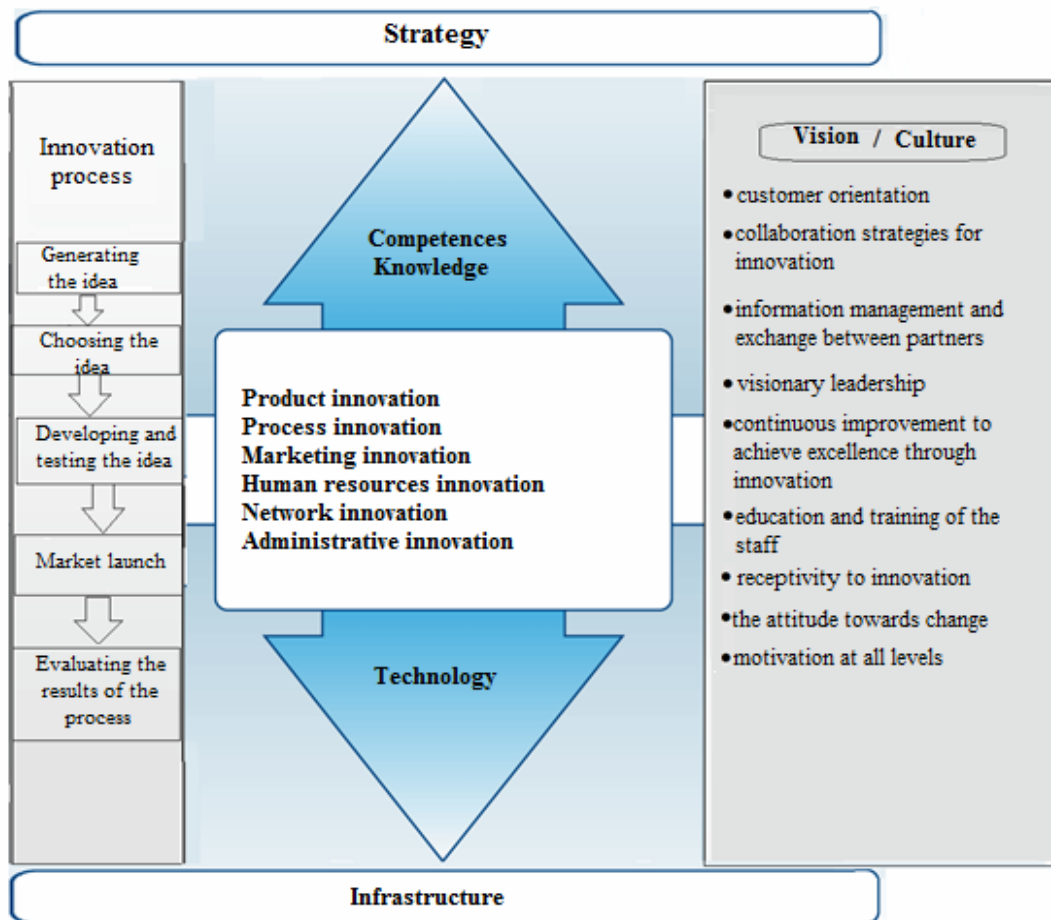 Strategy
Innovation
process
Generating
the idea
Choosing the
idea
Developing and
testing the idea
Market launch
Evaluating the
results of the
process
Competences
Knowledge
Product innovation
Process innovation
Marketing innovation
Human resources innovation
Network innovation
Administrative innovation
Technology
Vision / Culture
• customer orientation
• collaboration strategies for
innovation
• information management and
exchange between partners
• visionary leadership
• continuous improvement to
achieve excellence through
innovation
• education and training of the
staff
• receptivity to innovation
• the attitude towards change
• motivation at all levels
Infrastructure